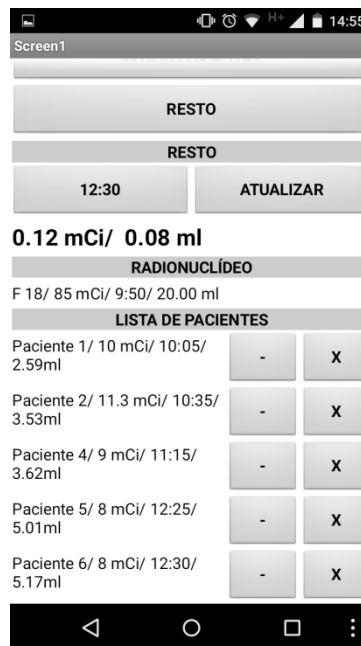 H+ 14:55
Screen1
RESTO
RESTO
12:30 ATUALIZAR
0.12 mCi/ 0.08 ml
RADIONUCLÍDEO
F 18/ 85 mCi/ 9:50/ 20.00 ml
LISTA DE PACIENTES
Paciente 1/ 10 mCi/ 10:05/
2.59ml
- X
Paciente 2/ 11.3 mCi/ 10:35/
3.53ml
- X
Paciente 4/ 9 mCi/ 11:15/
3.62ml
- X
Paciente 5/ 8 mCi/ 12:25/
5.01ml
- X
Paciente 6/ 8 mCi/ 12:30/
5.17ml
- X